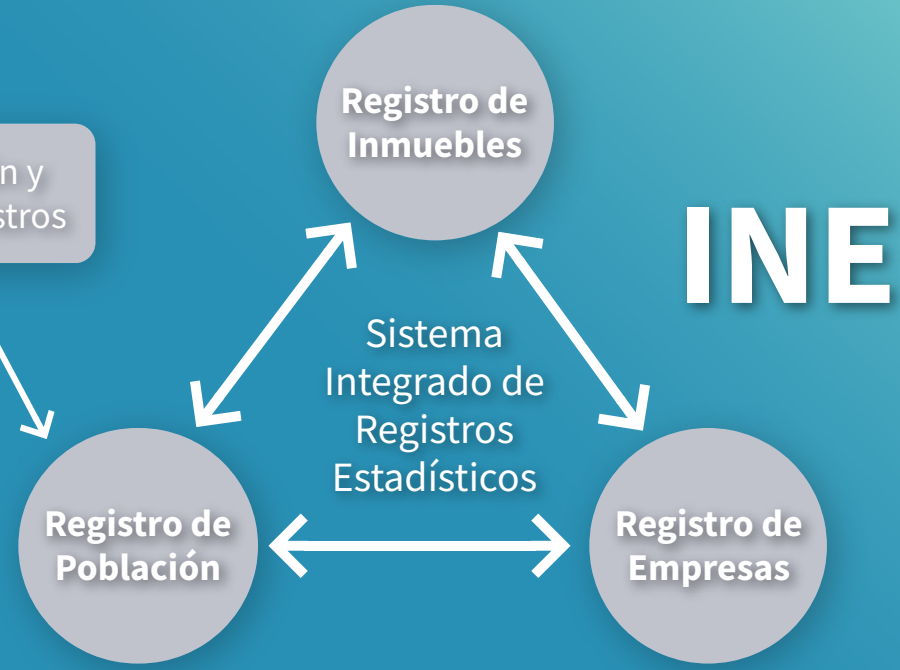 Registro de
Inmuebles
n y
stros
INE
Sistema
Integrado de
Registros
Estadísticos
Registro de
Población
Registro de
Empresas